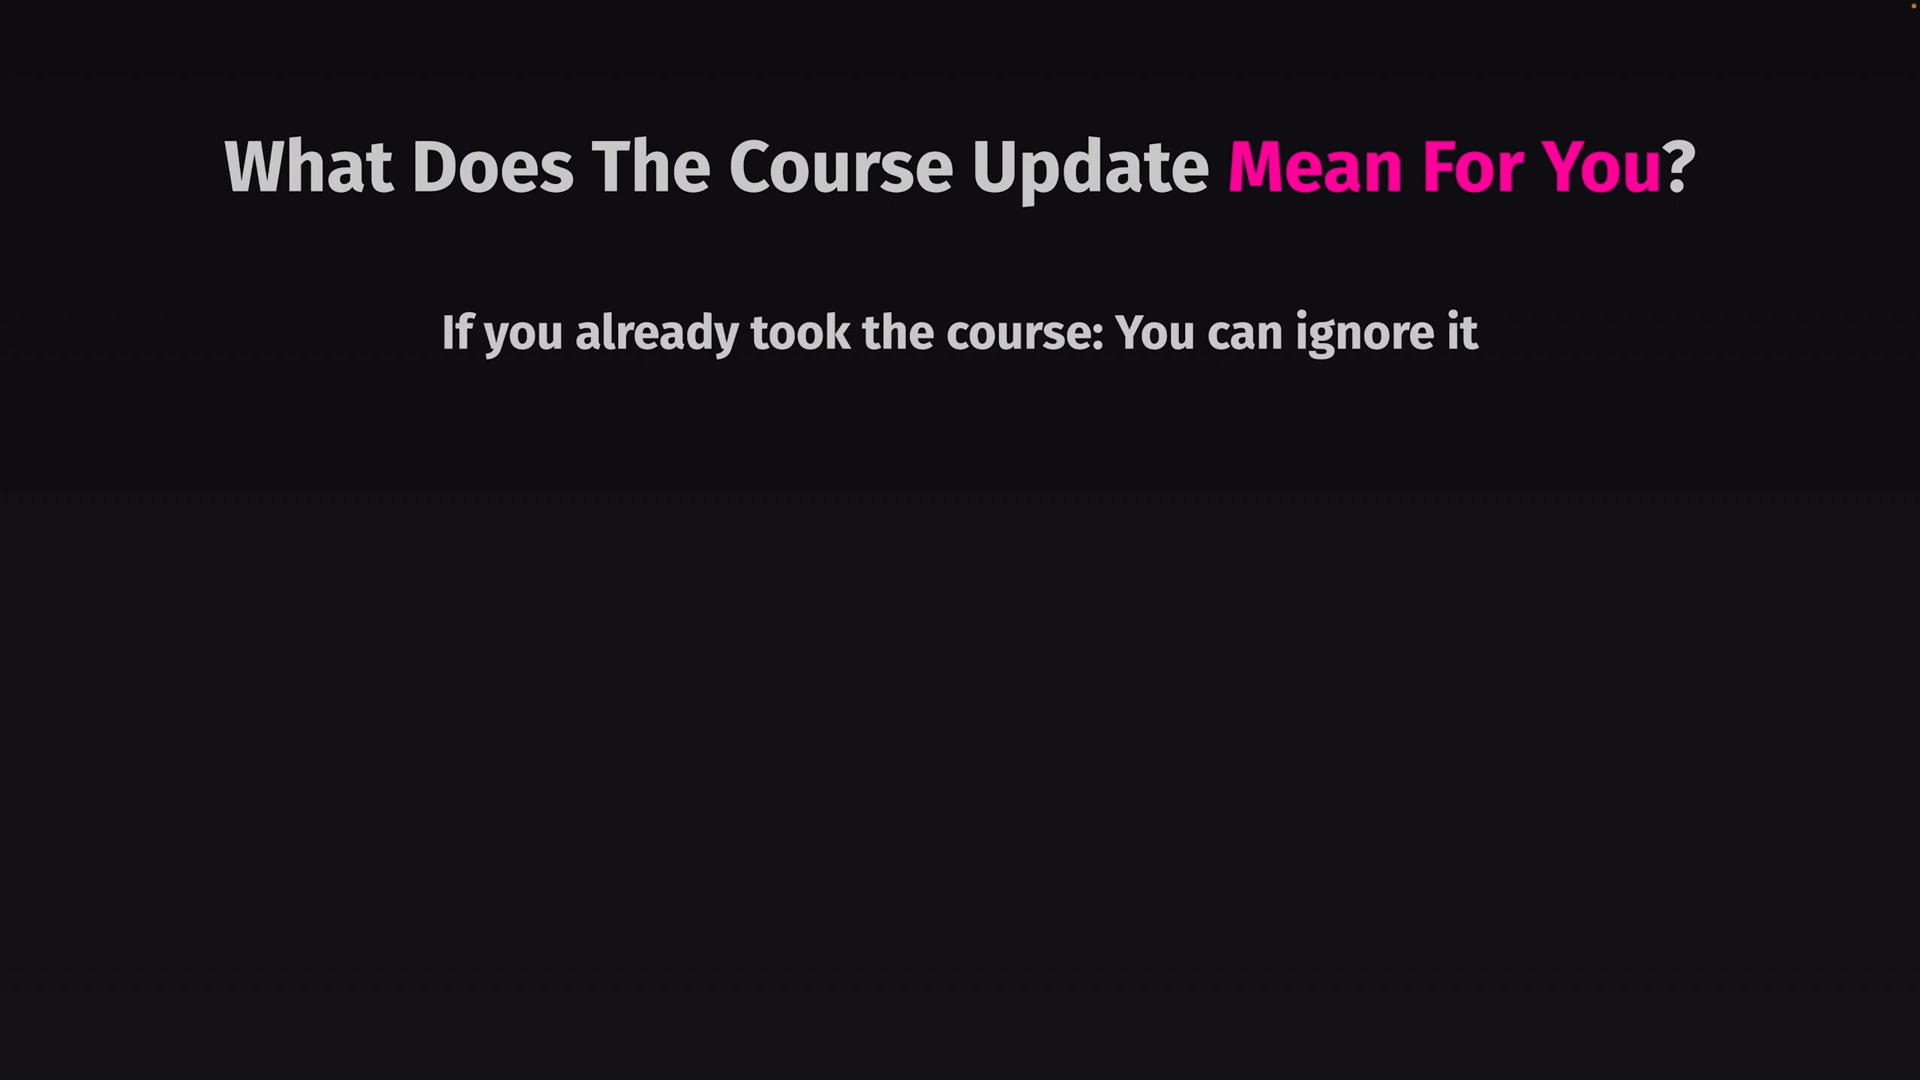 What Does The Course Update Mean For You?
If you already took the course: You can ignore it